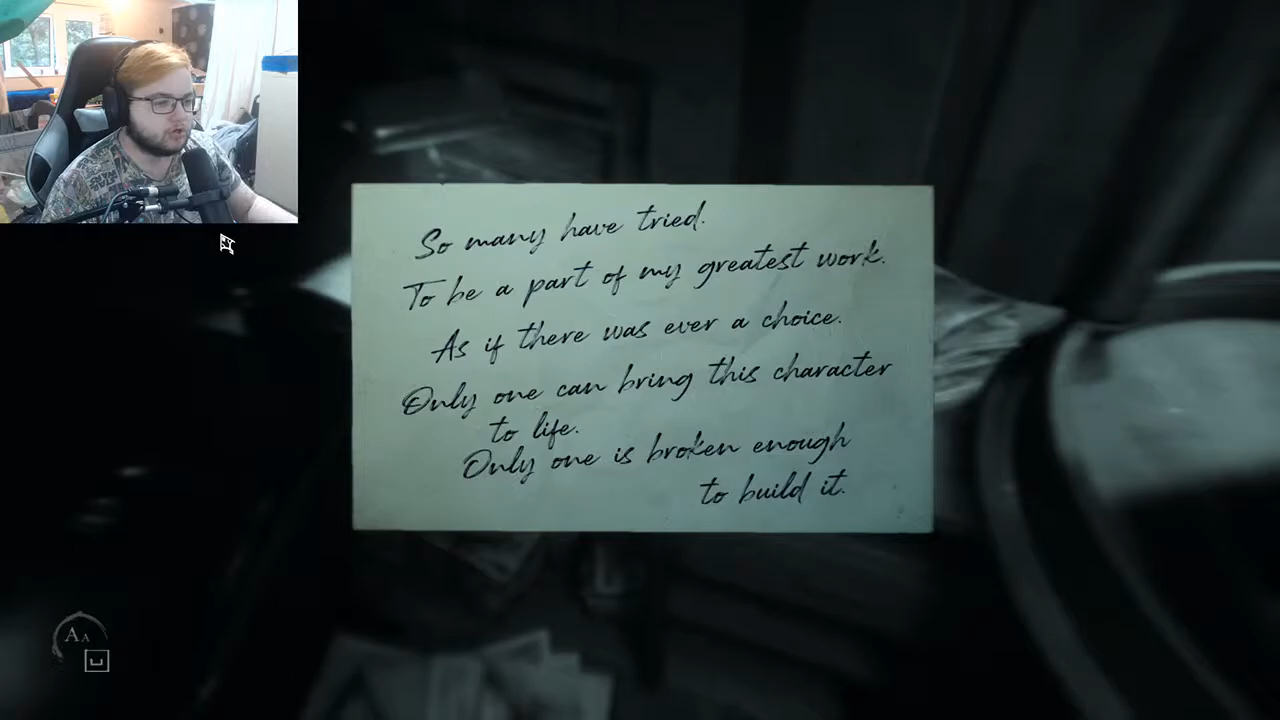 So many have tried.
To be a part of my greatest work.
As if there was ever a choice.
Only one can bring this character
to life.
Only one is broken enough
to build it.
AA